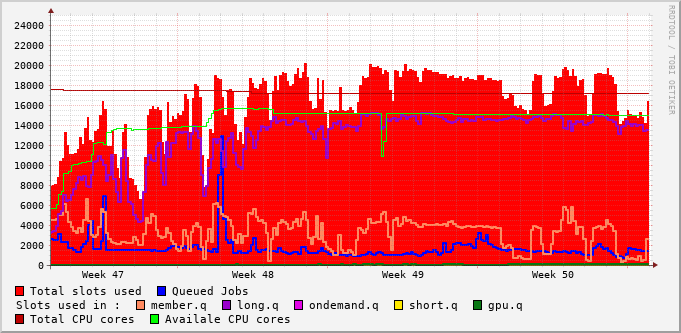 24000
22000
20000
18000
16000
14000
12000
10000
8000
6000
4000
2000
0
Week 47 Week 48 Week 49 Week 50
RRDTOOL / TOBI OETIKER
Total slots used Queued Jobs
Slots used in : member.q long.q ondemand.q short.q gpu.q
Total CPU cores Availale CPU cores